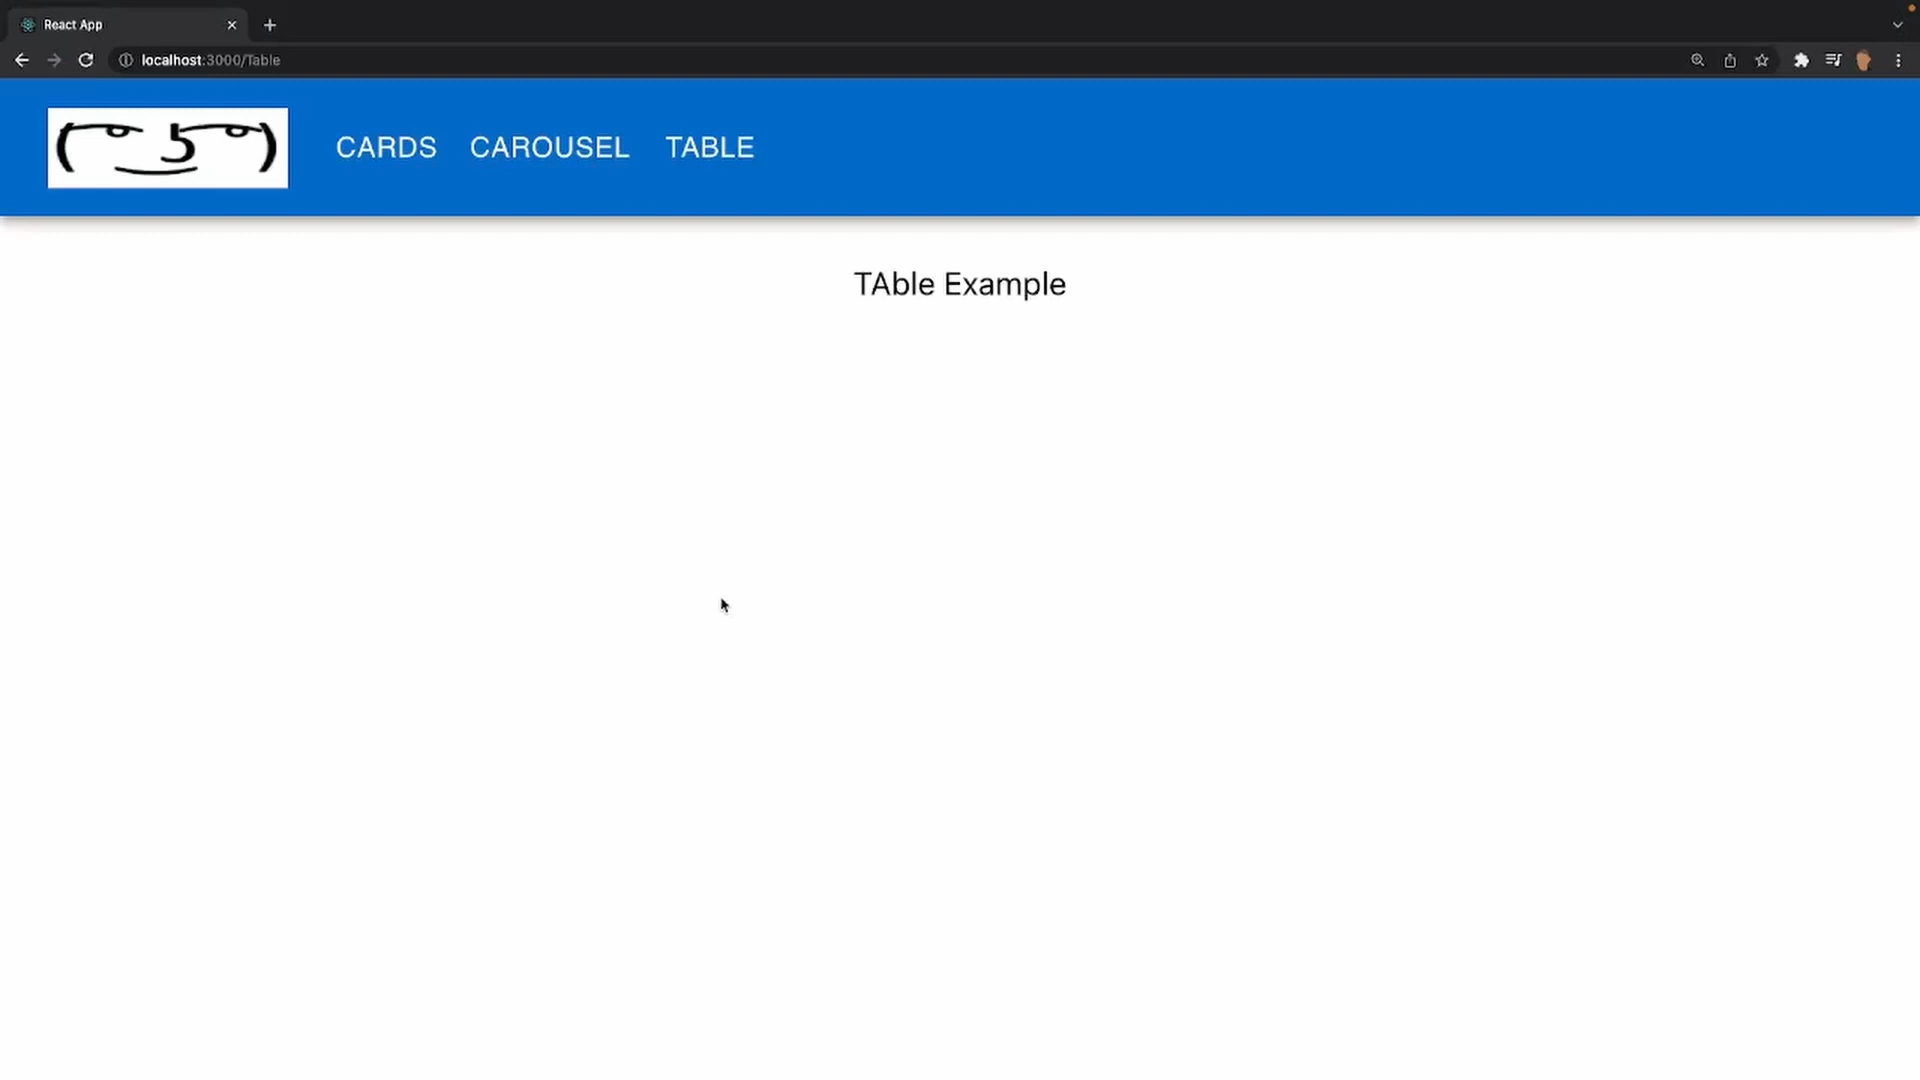 React App
localhost:3000/Table
( ͡° ͜ʖ ͡°)
CARDS CAROUSEL TABLE
TAble Example